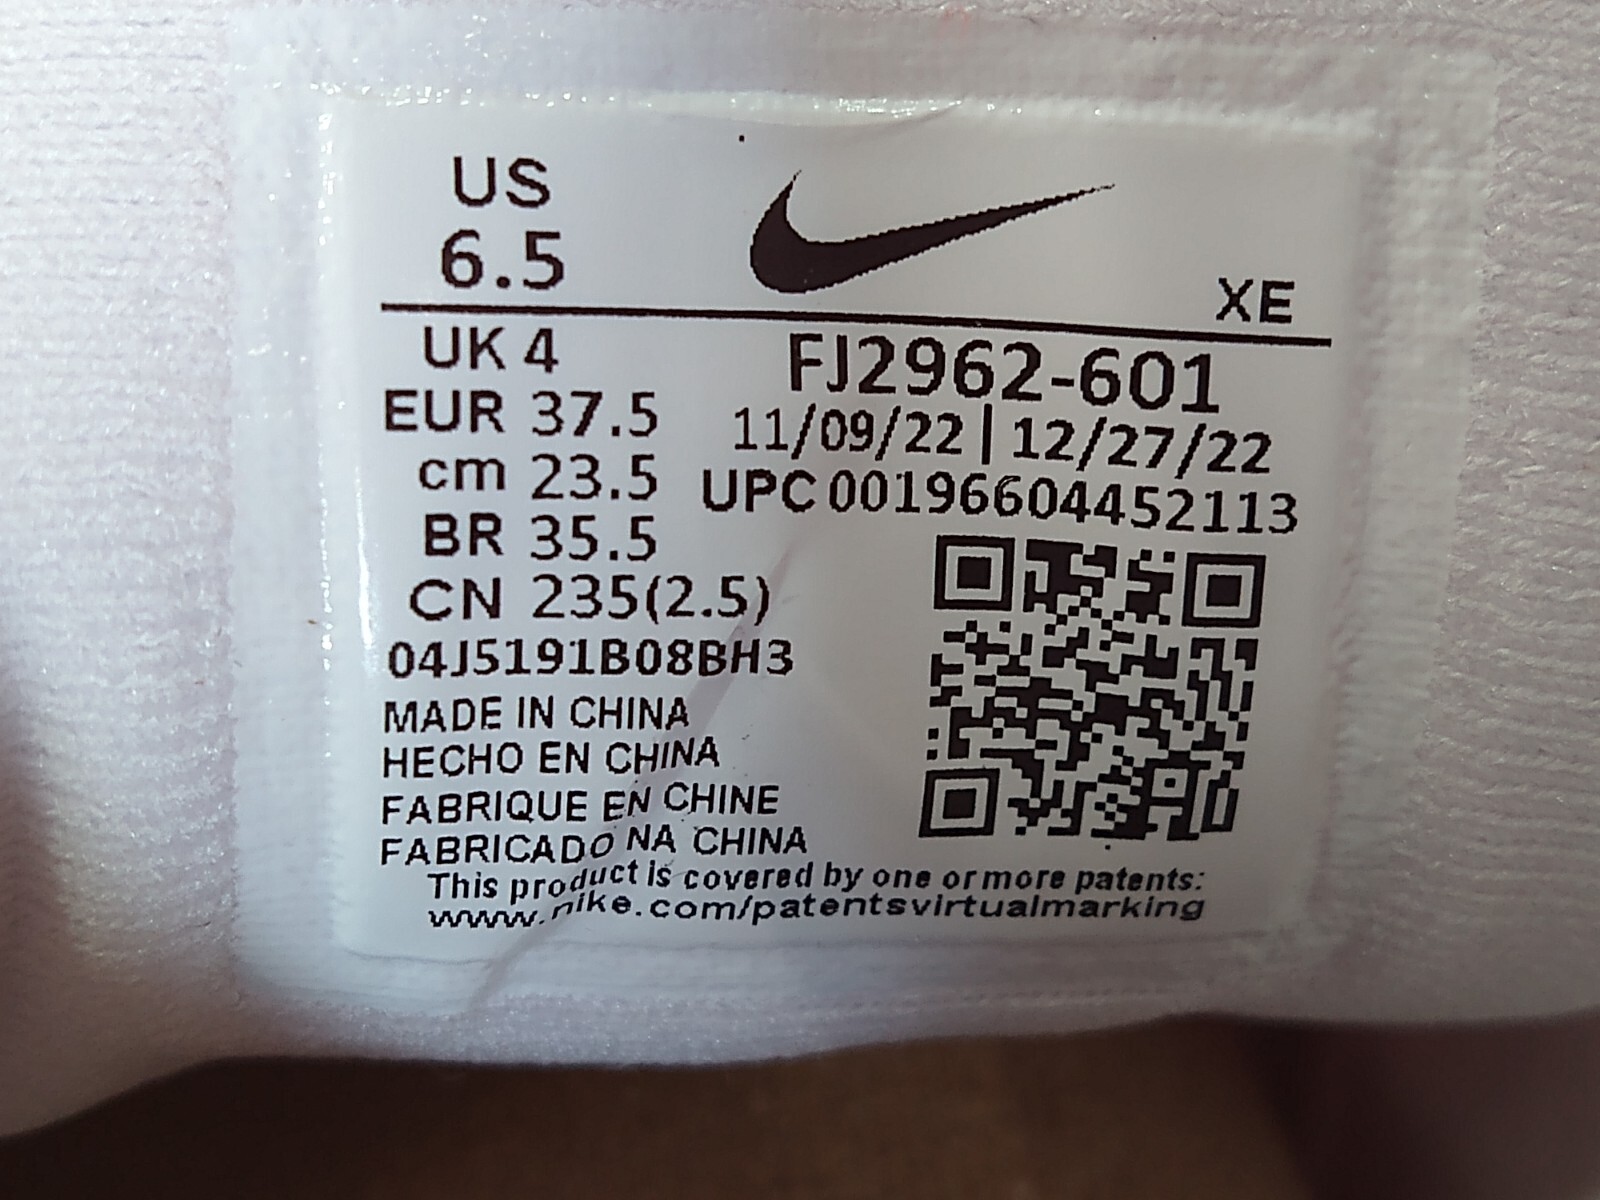 US
6.5
XE
UK 4
EUR 37.5
cm 23.5
BR 35.5
CN 235(2.5)
FJ2962-601
11/09/22 | 12/27/22
UPC 00196604452113
04J5191B08BH3
MADE IN CHINA
HECHO EN CHINA
FABRIQUE EN CHINE
FABRICADO NA CHINA
This product is covered by one or more patents:
www.nike.com/patentsvirtualmarking